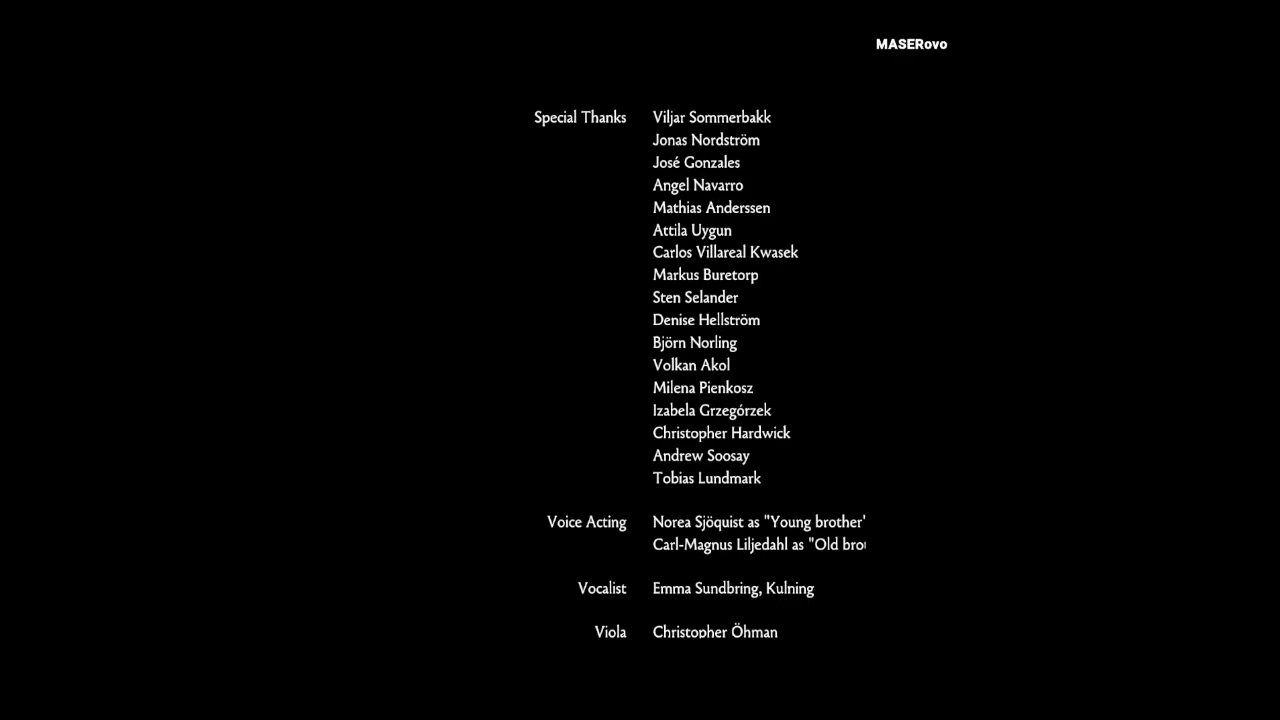 MASERovo
Special Thanks Viljar Sommerbakk
Jonas Nordström
José Gonzales
Angel Navarro
Mathias Anderssen
Attila Uygun
Carlos Villareal Kwasek
Markus Buretorp
Sten Selander
Denise Hellström
Björn Norling
Volkan Akol
Milena Pienkosz
Izabela Grzegórzek
Christopher Hardwick
Andrew Soosay
Tobias Lundmark
Voice Acting Norea Sjöquist as "Young brother'
Carl-Magnus Liljedahl as "Old
Vocalist Emma Sundbring, Kulning
Viola Christopher Öhman